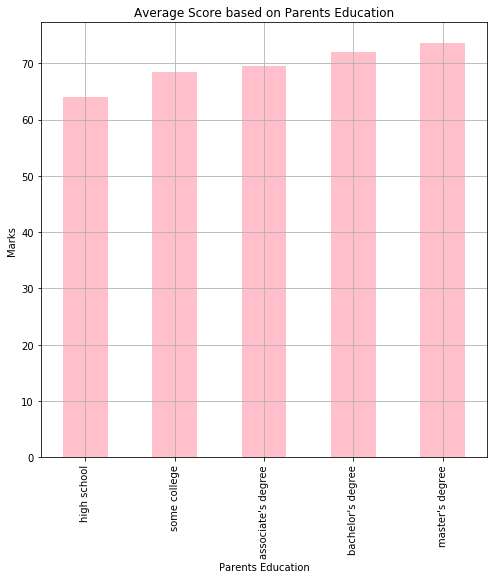 Average Score based on Parents Education
70
60
50
40
30
20
10
0
Marks
high school
some college
associate's degree
bachelor's degree
master's degree
Parents Education